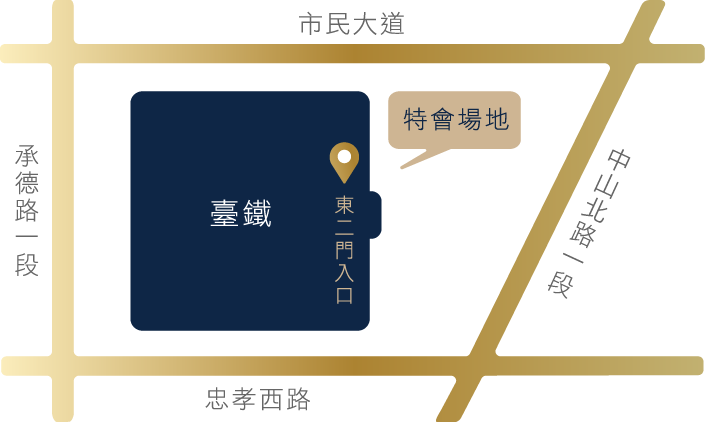 市民大道
特會場地
承德路一段
臺鐵
東二門入口
中山北路一段
忠孝西路